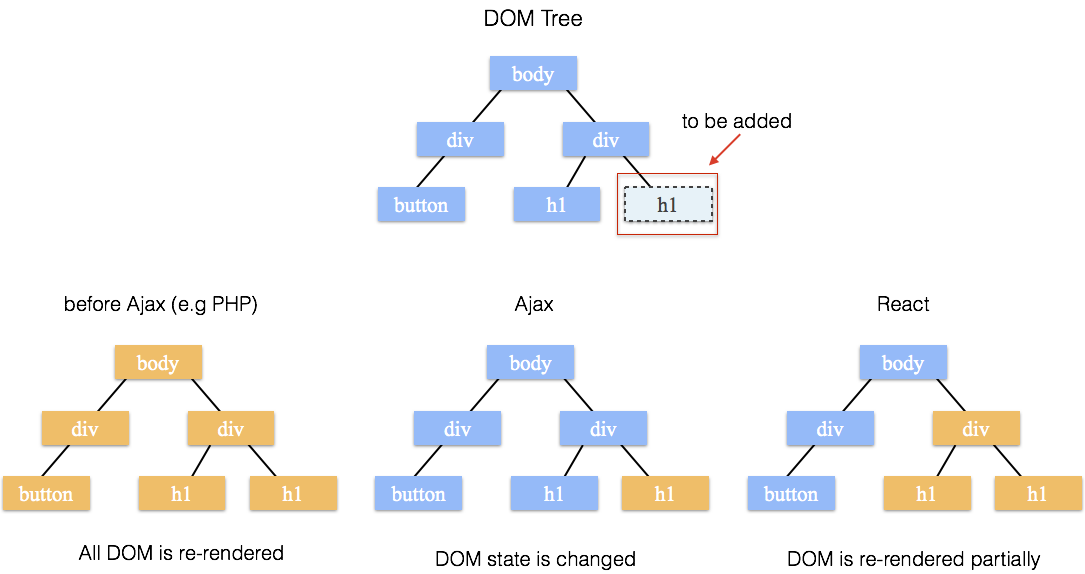 DOM Tree
body
to be added
div div
button h1 h1
before Ajax (e.g PHP) Ajax React
body body body
div div div div div div
button h1 h1 button h1 h1 button h1 h1
All DOM is re-rendered DOM state is changed DOM is re-rendered partially